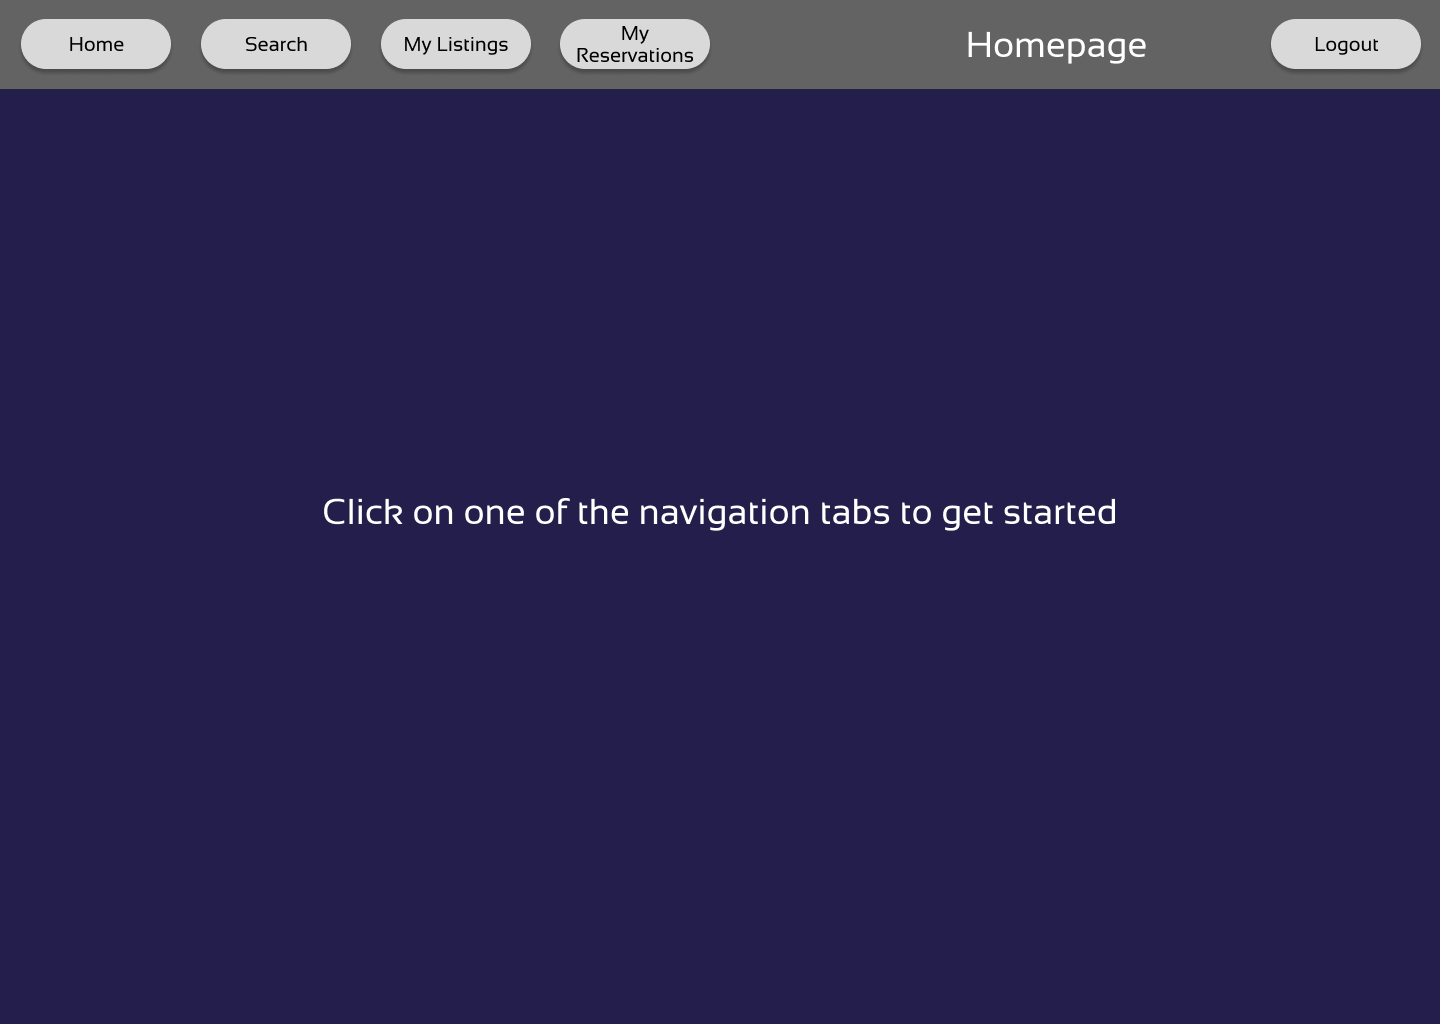 Home
Search
My Listings
My
Reservations
Homepage
Logout
Click on one of the navigation tabs to get started